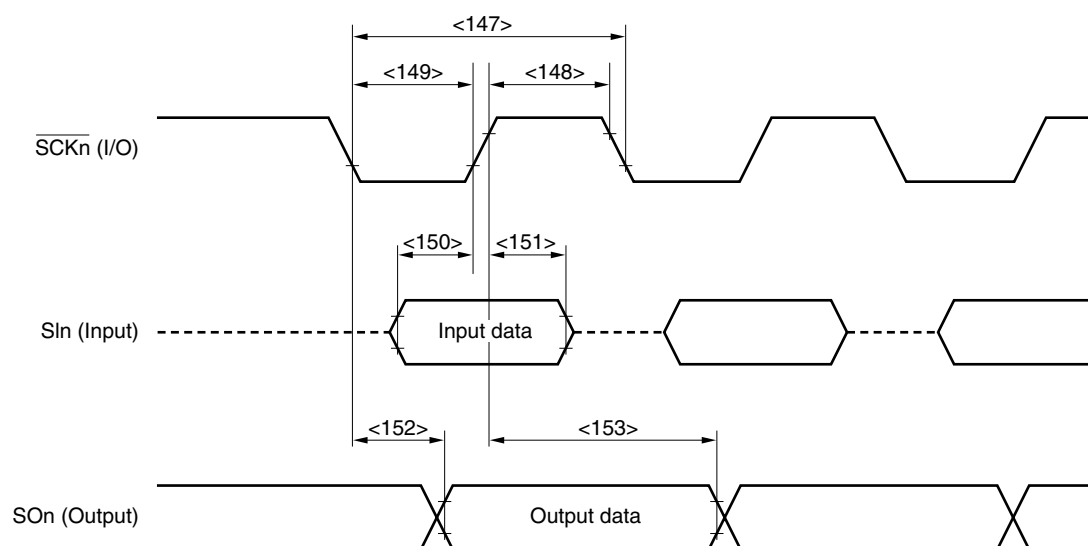 <147>
<149> <148>
SCKn (I/O)
<150> <151>
SIn (Input)
Input data
<152> <153>
SOn (Output)
Output data